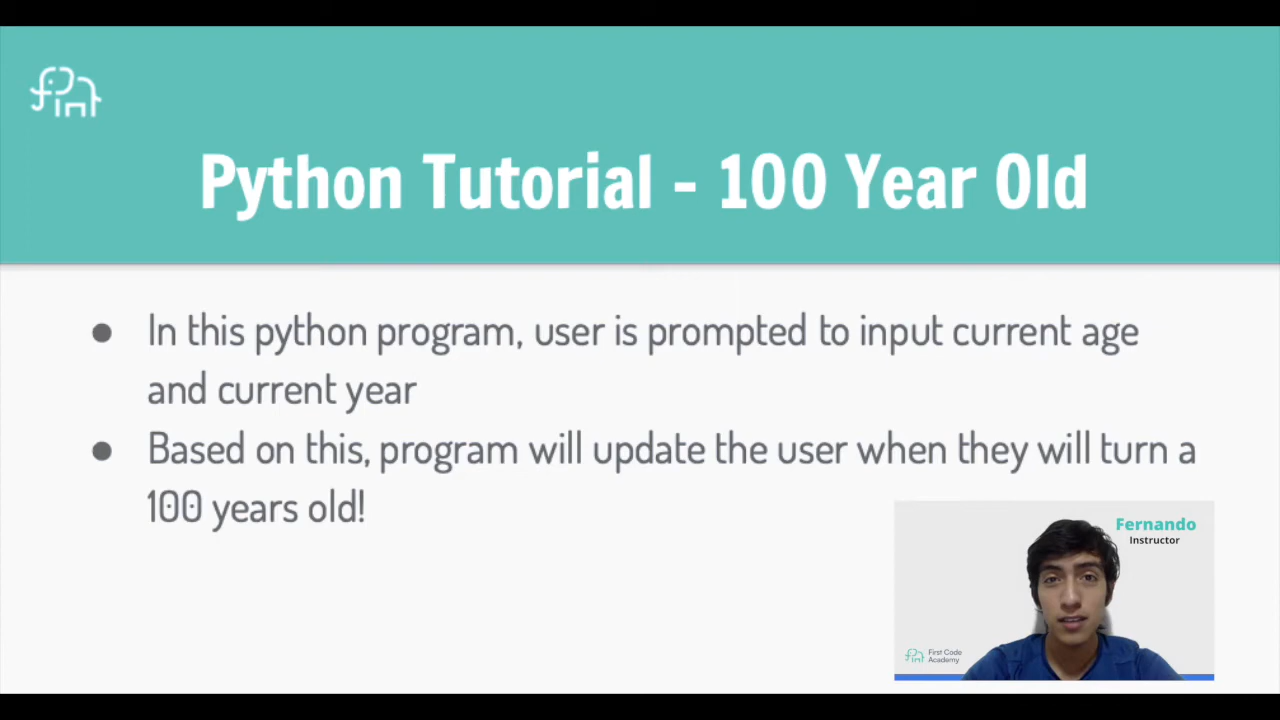 Python Tutorial - 100 Year Old
● In this python program, user is prompted to input current age
and current year
● Based on this, program will update the user when they will turn a
100 years old!
Fernando
Instructor
First Code
Academy